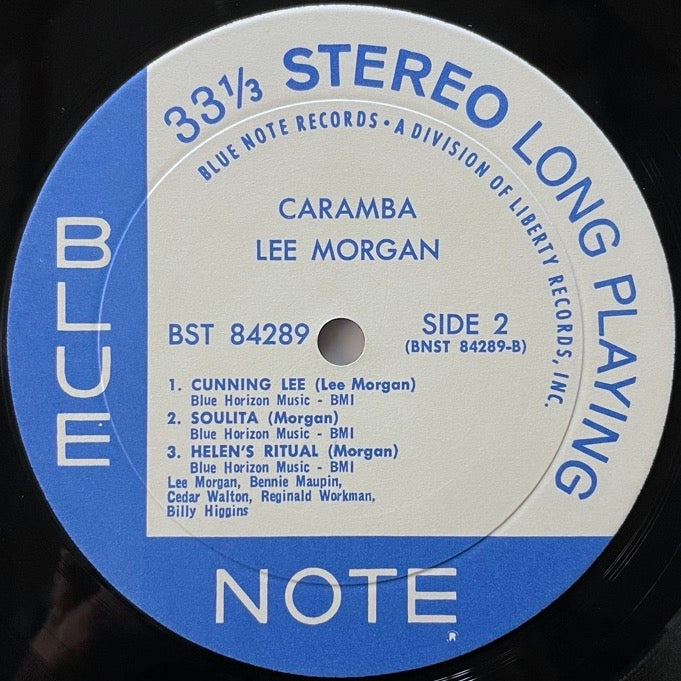 33⅓ STEREO LONG PLAYING
BLUE NOTE RECORDS • A DIVISION OF LIBERTY RECORDS, INC.
CARAMBA
LEE MORGAN
BST 84289
SIDE 2
(BNST 84289-B)
1. CUNNING LEE (Lee Morgan)
Blue Horizon Music - BMI
2. SOULITA (Morgan)
Blue Horizon Music - BMI
3. HELEN'S RITUAL (Morgan)
Blue Horizon Music - BMI
Lee Morgan, Bennie Maupin,
Cedar Walton, Reginald Workman,
Billy Higgins
BLUE
NOTE